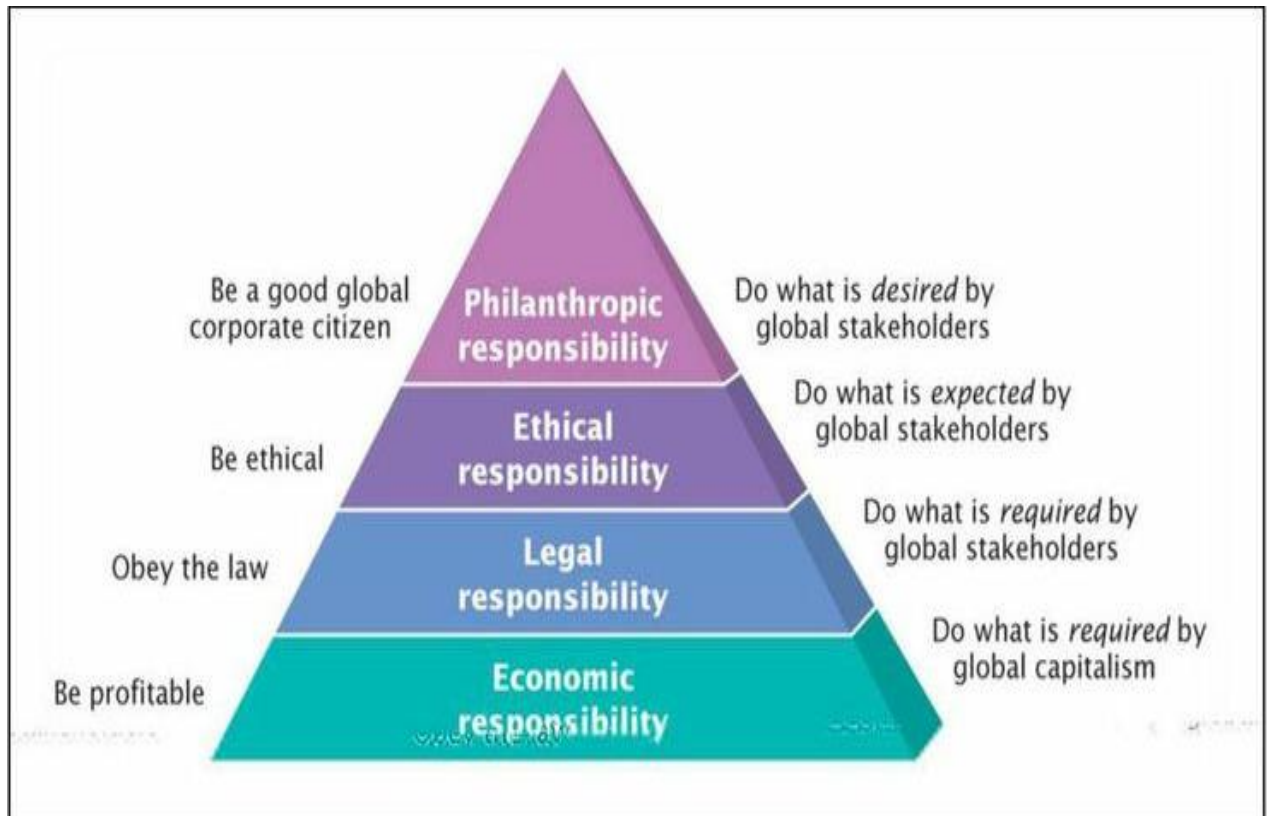 Be a good global
corporate citizen
Philanthropic
responsibility
Do what is desired by
global stakeholders
Be ethical
Ethical
responsibility
Do what is expected by
global stakeholders
Obey the law
Legal
responsibility
Do what is required by
global stakeholders
Be profitable
Economic
responsibility
Do what is required by
global capitalism